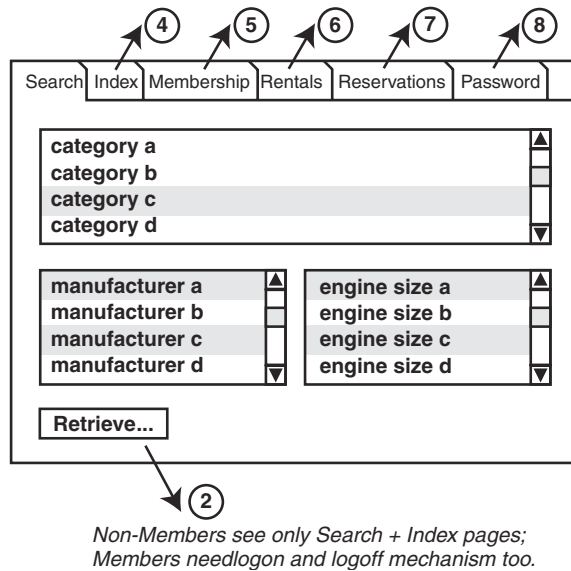 4 5 6 7 8
Search Index Membership Rentals Reservations Password
category a
category b
category c
category d
manufacturer a engine size a
manufacturer b engine size b
manufacturer c engine size c
manufacturer d engine size d
Retrieve...
2
Non-Members see only Search + Index pages;
Members needlogon and logoff mechanism too.